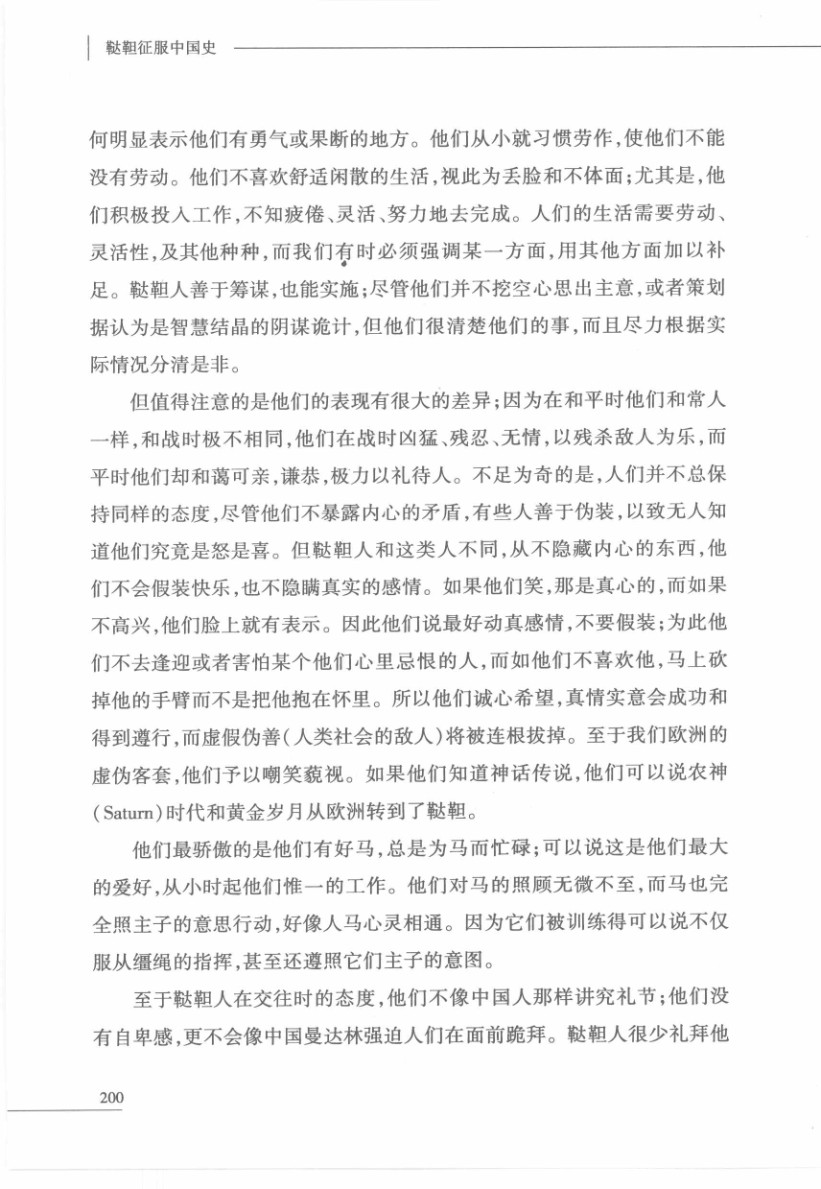 鞑靼征服中国史
何明显表示他们有勇气或果断的地方。他们从小就习惯劳作,使他们不能
没有劳动。他们不喜欢舒适闲散的生活,视此为丢脸和不体面;尤其是,他
们积极投入工作,不知疲倦、灵活、努力地去完成。人们的生活需要劳动、
灵活性,及其他种种,而我们有时必须强调某一方面,用其他方面加以补
足。鞑靼人善于筹谋,也能实施;尽管他们并不挖空心思出主意,或者策划
据认为是智慧结晶的阴谋诡计,但他们很清楚他们的事,而且尽力根据实
际情况分清是非。
但值得注意的是他们的表现有很大的差异;因为在和平时他们和常人
一样,和战时极不相同,他们在战时凶猛、残忍、无情,以残杀敌人为乐,而
平时他们却和蔼可亲,谦恭,极力以礼待人。不足为奇的是,人们并不总保
持同样的态度,尽管他们不暴露内心的矛盾,有些人善于伪装,以致无人知
道他们究竟是怒是喜。但鞑靼人和这类人不同,从不隐藏内心的东西,他
们不会假装快乐,也不隐瞒真实的感情。如果他们笑,那是真心的,而如果
不高兴,他们脸上就有表示。因此他们说最好动真感情,不要假装;为此他
们不去逢迎或者害怕某个他们心里忌恨的人,而如他们不喜欢他,马上砍
掉他的手臂而不是把他抱在怀里。所以他们诚心希望,真情实意会成功和
得到遵行,而虚假伪善(人类社会的敌人)将被连根拔掉。至于我们欧洲的
虚伪客套,他们予以嘲笑藐视。如果他们知道神话传说,他们可以说农神
(Saturn)时代和黄金岁月从欧洲转到了鞑靼。
他们最骄傲的是他们有好马,总是为马而忙碌;可以说这是他们最大
的爱好,从小时起他们惟一的工作。他们对马的照顾无微不至,而马也完
全照主子的意思行动,好像人马心灵相通。因为它们被训练得可以说不仅
服从缰绳的指挥,甚至还遵照它们主子的意图。
至于鞑靼人在交往时的态度,他们不像中国人那样讲究礼节;他们没
有自卑感,更不会像中国曼达林强迫人们在面前跪拜。鞑靼人很少礼拜他
200